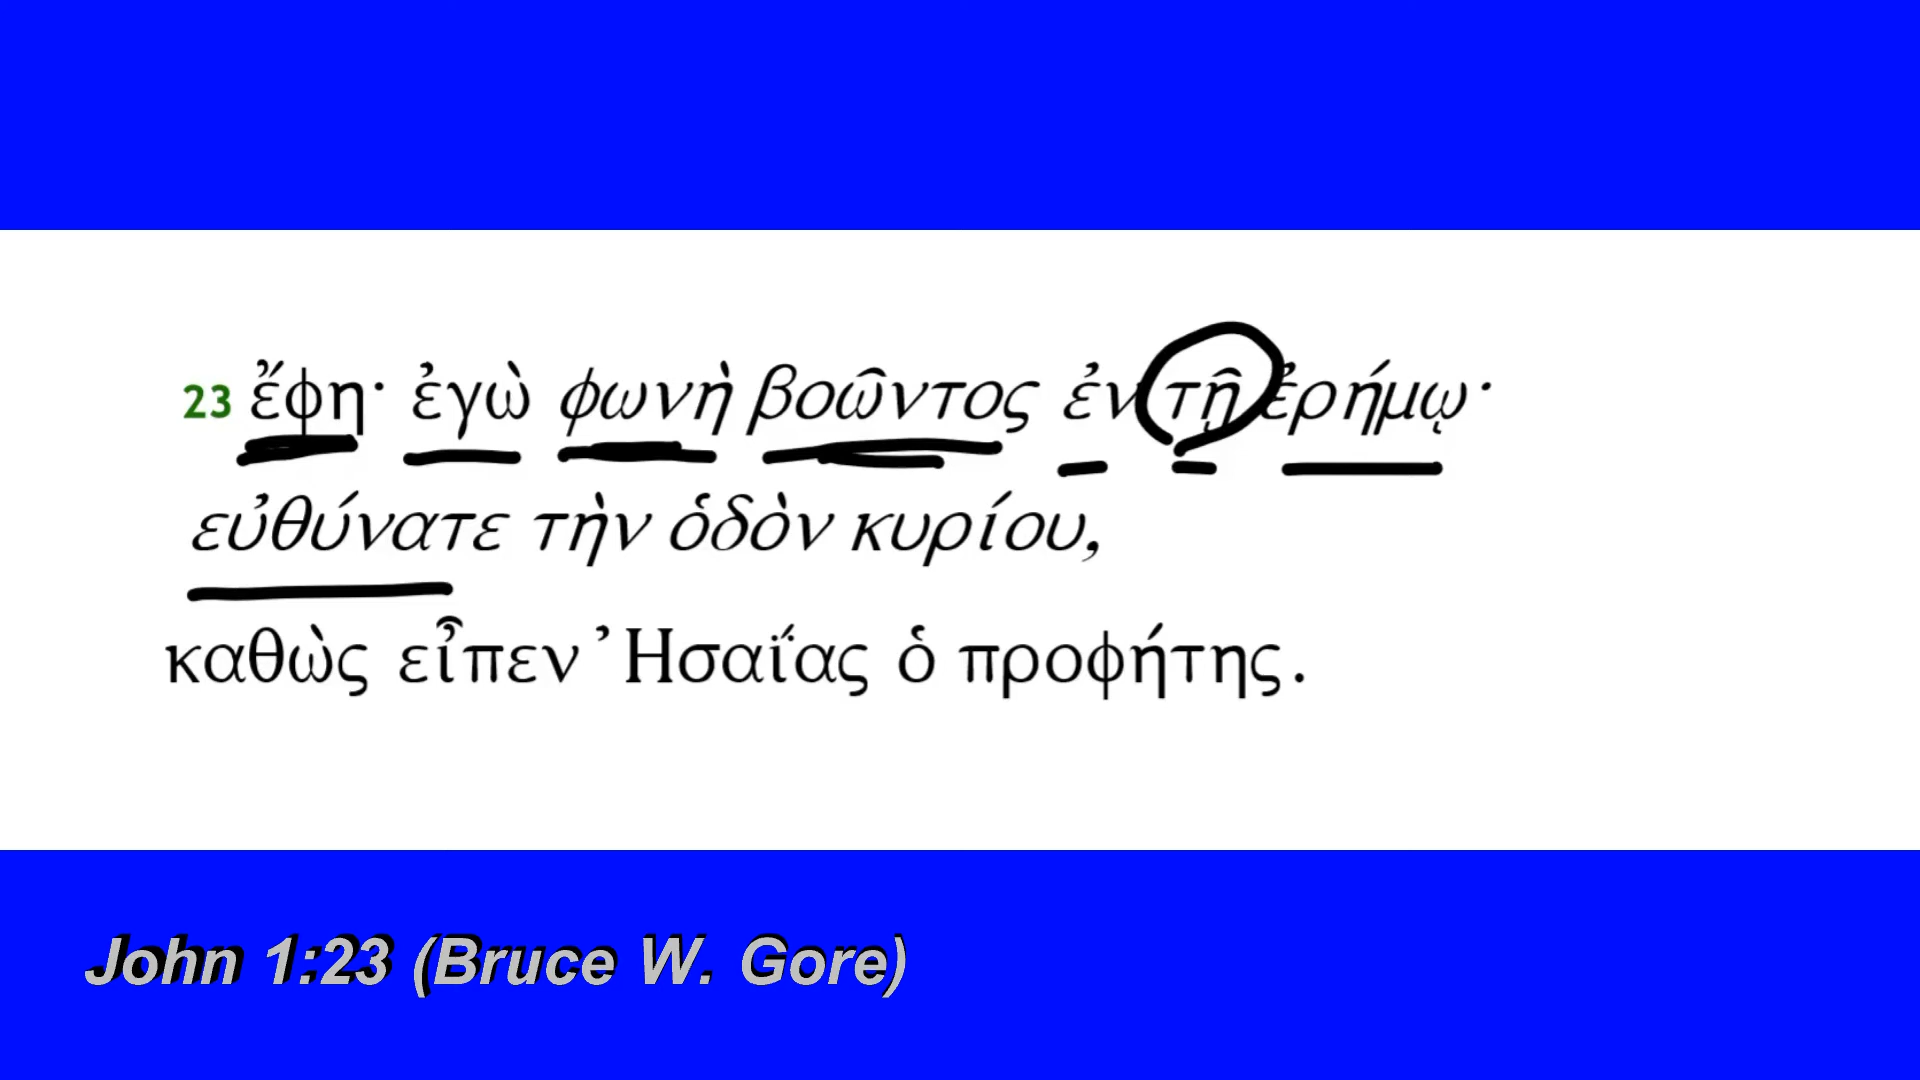 23 ἔφη· ἐγὼ φωνὴ βοῶντος ἐν τῇ ἐρήμῳ·
εὐθύνατε τὴν ὁδὸν κυρίου,
καθὼς εἶπεν Ἠσαΐας ὁ προφήτης.
John 1:23 (Bruce W. Gore)